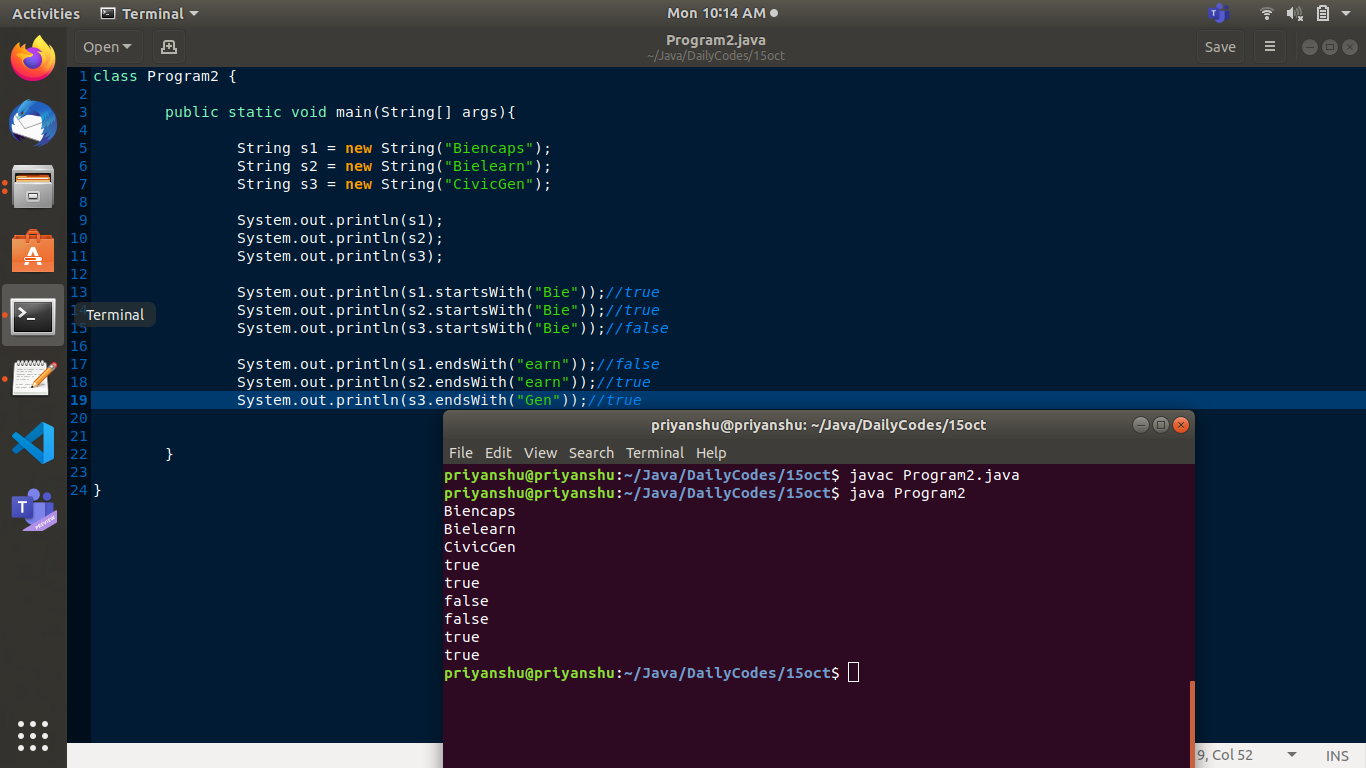 Activities Terminal Mon 10:14 AM
Open Program2.java Save
~/Java/DailyCodes/15oct
1 class Program2 {
2
3 public static void main(String[] args){
4
5 String s1 = new String("Biencaps");
6 String s2 = new String("Bielearn");
7 String s3 = new String("CivicGen");
8
9 System.out.println(s1);
10 System.out.println(s2);
11 System.out.println(s3);
12
13 System.out.println(s1.startsWith("Bie"));//true
14 System.out.println(s2.startsWith("Bie"));//true
Terminal
15 System.out.println(s3.startsWith("Bie"));//false
16
17 System.out.println(s1.endsWith("earn"));//false
18 System.out.println(s2.endsWith("earn"));//true
19 System.out.println(s3.endsWith("Gen"));//true
20
21
22 }
23
24 }
priyanshu@priyanshu: ~/Java/DailyCodes/15oct
File Edit View Search Terminal Help
priyanshu@priyanshu:~/Java/DailyCodes/15oct$ javac Program2.java
priyanshu@priyanshu:~/Java/DailyCodes/15oct$ java Program2
Biencaps
Bielearn
CivicGen
true
true
false
false
true
true
priyanshu@priyanshu:~/Java/DailyCodes/15oct$
9, Col 52 INS
T
PREVIEW